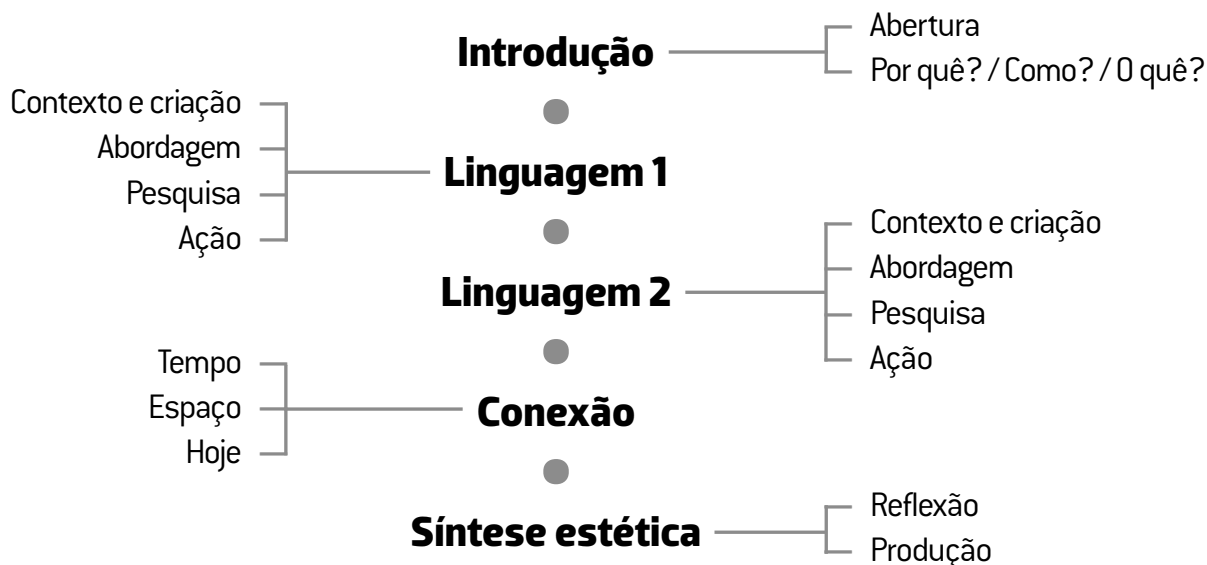 Introdução
Abertura
Por quê? / Como? / O quê?
Linguagem 1
Contexto e criação
Abordagem
Pesquisa
Ação
Linguagem 2
Contexto e criação
Abordagem
Pesquisa
Ação
Conexão
Tempo
Espaço
Hoje
Síntese estética
Reflexão
Produção